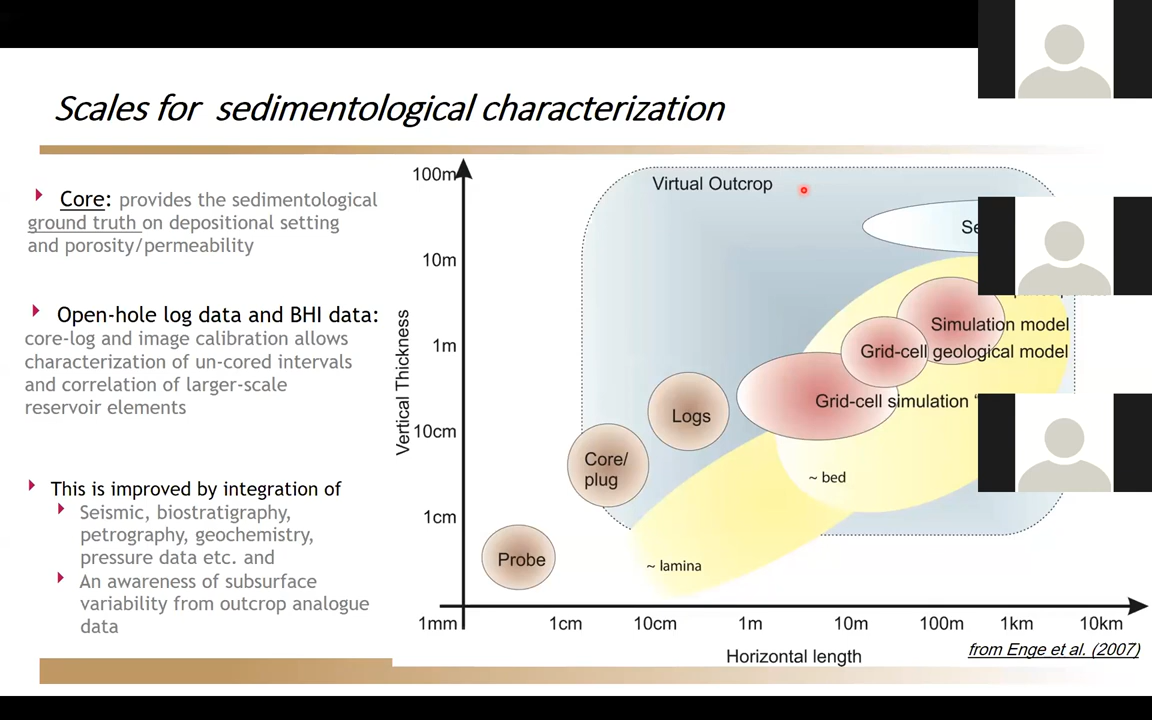 Scales for sedimentological characterization
Core: provides the sedimentological
ground truth on depositional setting
and porosity/permeability
Open-hole log data and BHI data:
core-log and image calibration allows
characterization of un-cored intervals
and correlation of larger-scale
reservoir elements
This is improved by integration of
Seismic, biostratigraphy,
petrography, geochemistry,
pressure data etc. and
An awareness of subsurface
variability from outcrop analogue
data
Vertical Thickness
100m
10m
1m
10cm
1cm
1mm
Virtual Outcrop
Simulation model
Grid-cell geological model
Grid-cell simulation
Logs
Core/
plug
Probe
~ bed
~ lamina
1cm
10cm
1m
10m
100m
1km
10km
Horizontal length
from Enge et al. (2007)